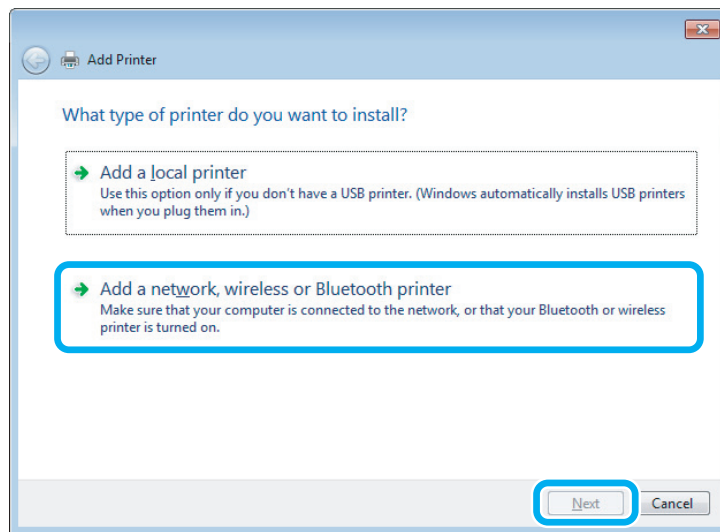 Add Printer
What type of printer do you want to install?
Add a local printer
Use this option only if you don't have a USB printer. (Windows automatically installs USB printers
when you plug them in.)
Add a network, wireless or Bluetooth printer
Make sure that your computer is connected to the network, or that your Bluetooth or wireless
printer is turned on.
Next
Cancel